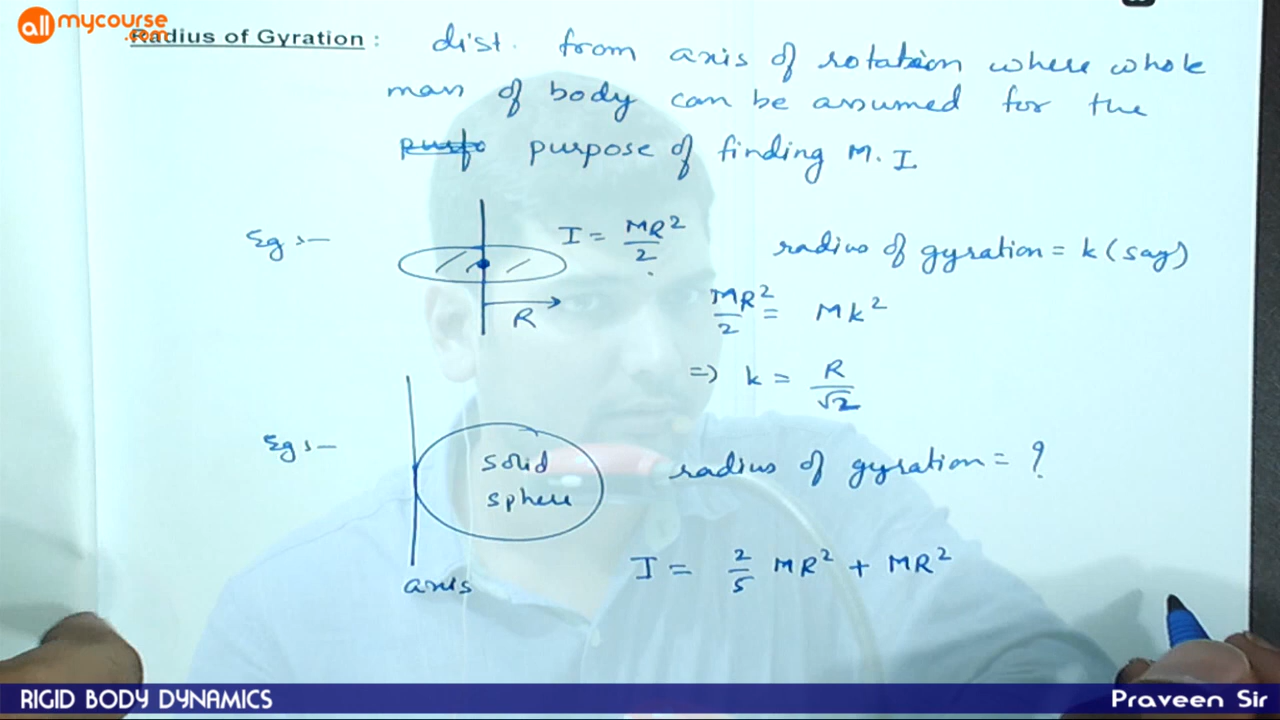 all mycourse
.com
Radius of Gyration : dist. from axis of rotation where whole
mass of body can be assumed for the
purpose of finding M.I
Eg :- I = MR²/2 radius of gyration = k (say)
R
MR²/2 = Mk²
=> k = R/√2
Eg :- solid sphere radius of gyration = ?
I = 2/5 MR² + MR²
axis
RIGID BODY DYNAMICS
Praveen Sir